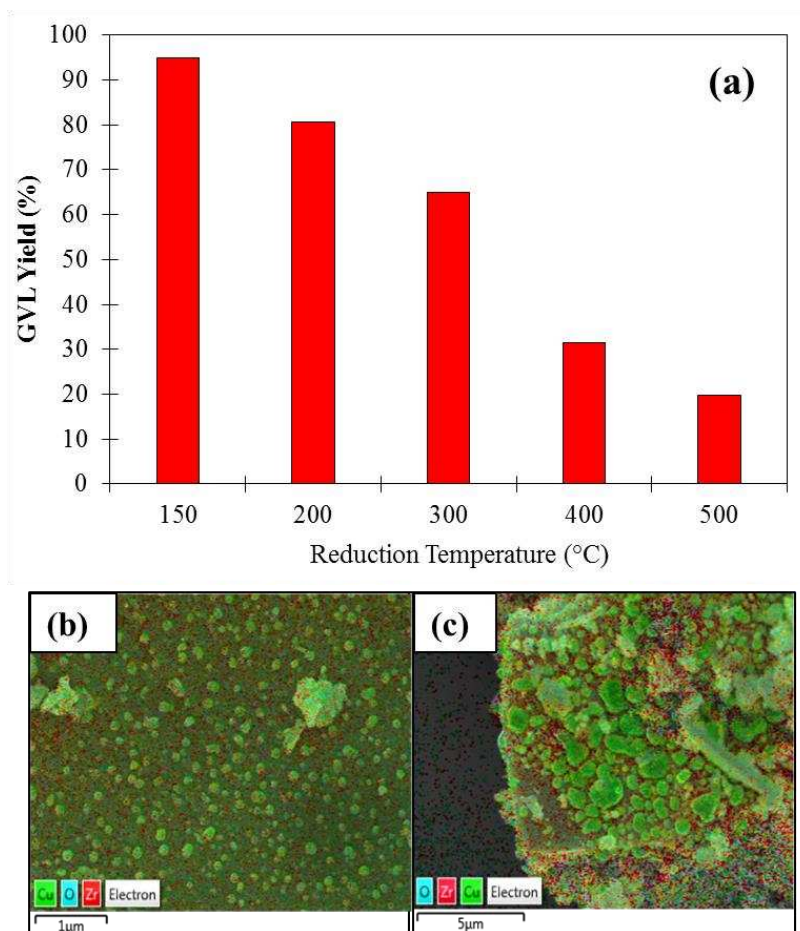 100
90
80
70
60
50
40
30
20
10
0
GVL Yield (%)
(a)
150 200 300 400 500
Reduction Temperature (°C)
(b)
Cu O Zr Electron
1μm
(c)
O Zr Cu Electron
5μm